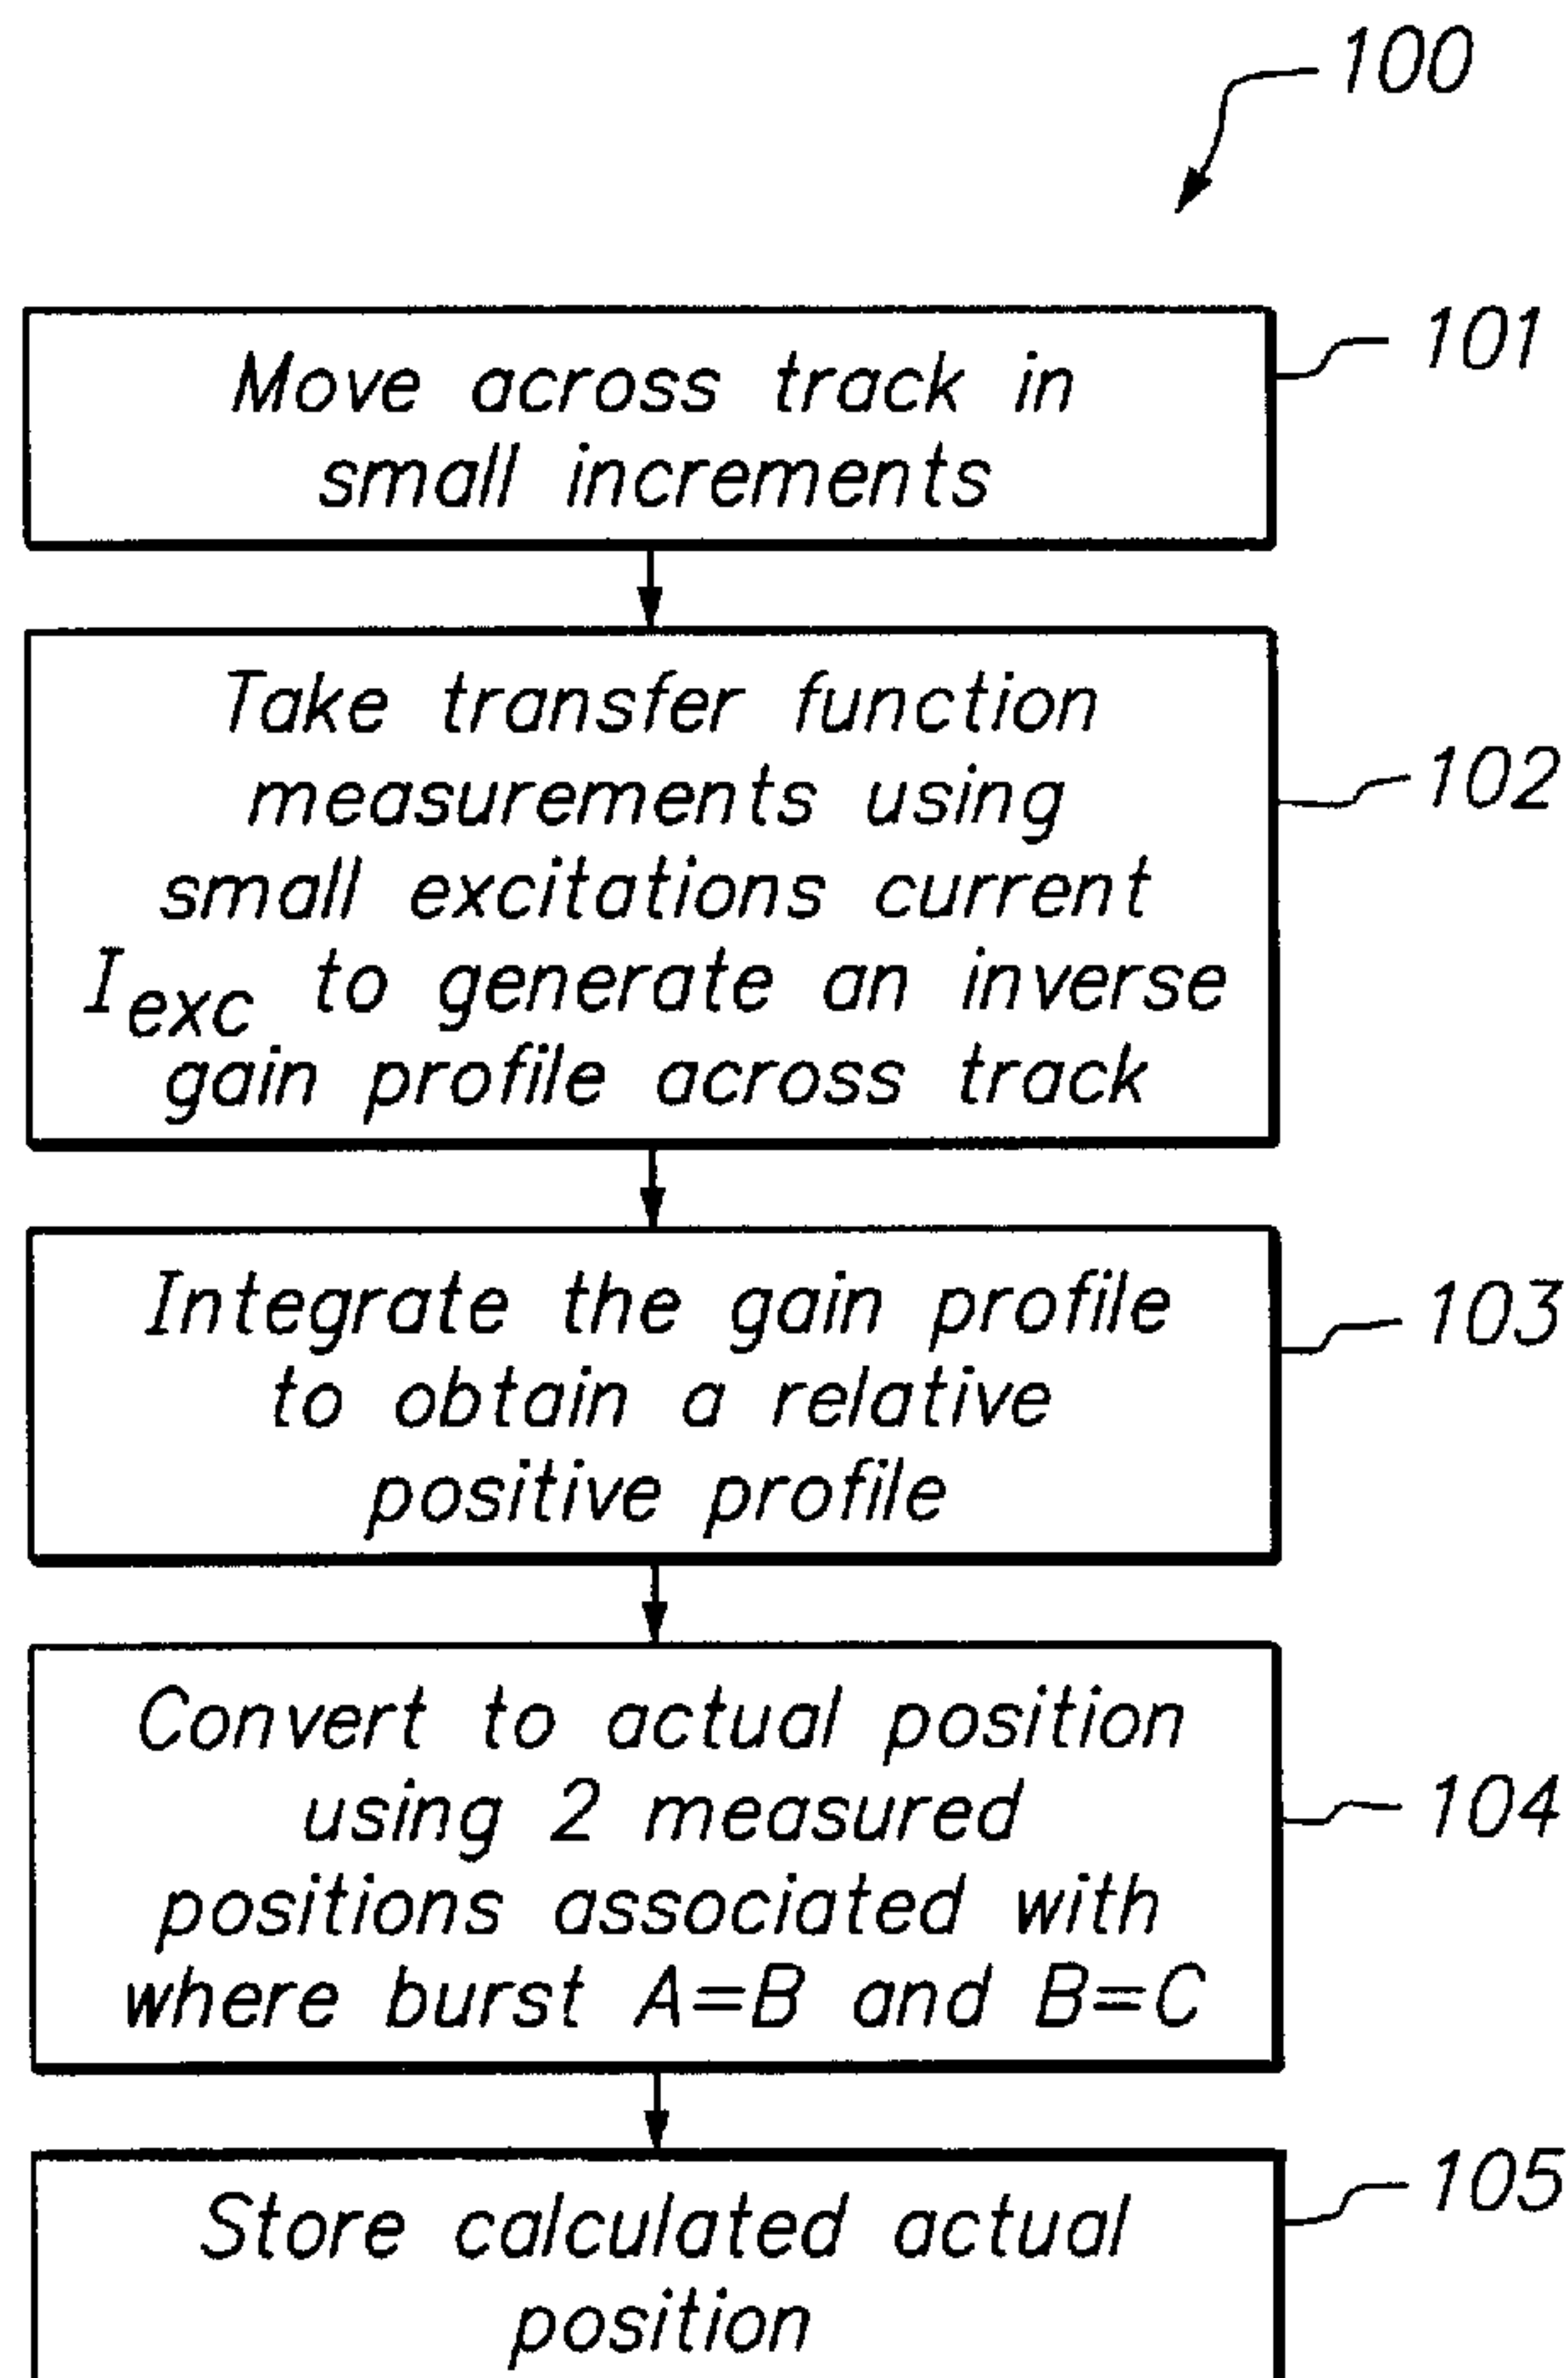 100
101
Move across track in
small increments
102
Take transfer function
measurements using
small excitations current
Iexc to generate an inverse
gain profile across track
103
Integrate the gain profile
to obtain a relative
positive profile
104
Convert to actual position
using 2 measured
positions associated with
where burst A=B and B=C
105
Store calculated actual
position